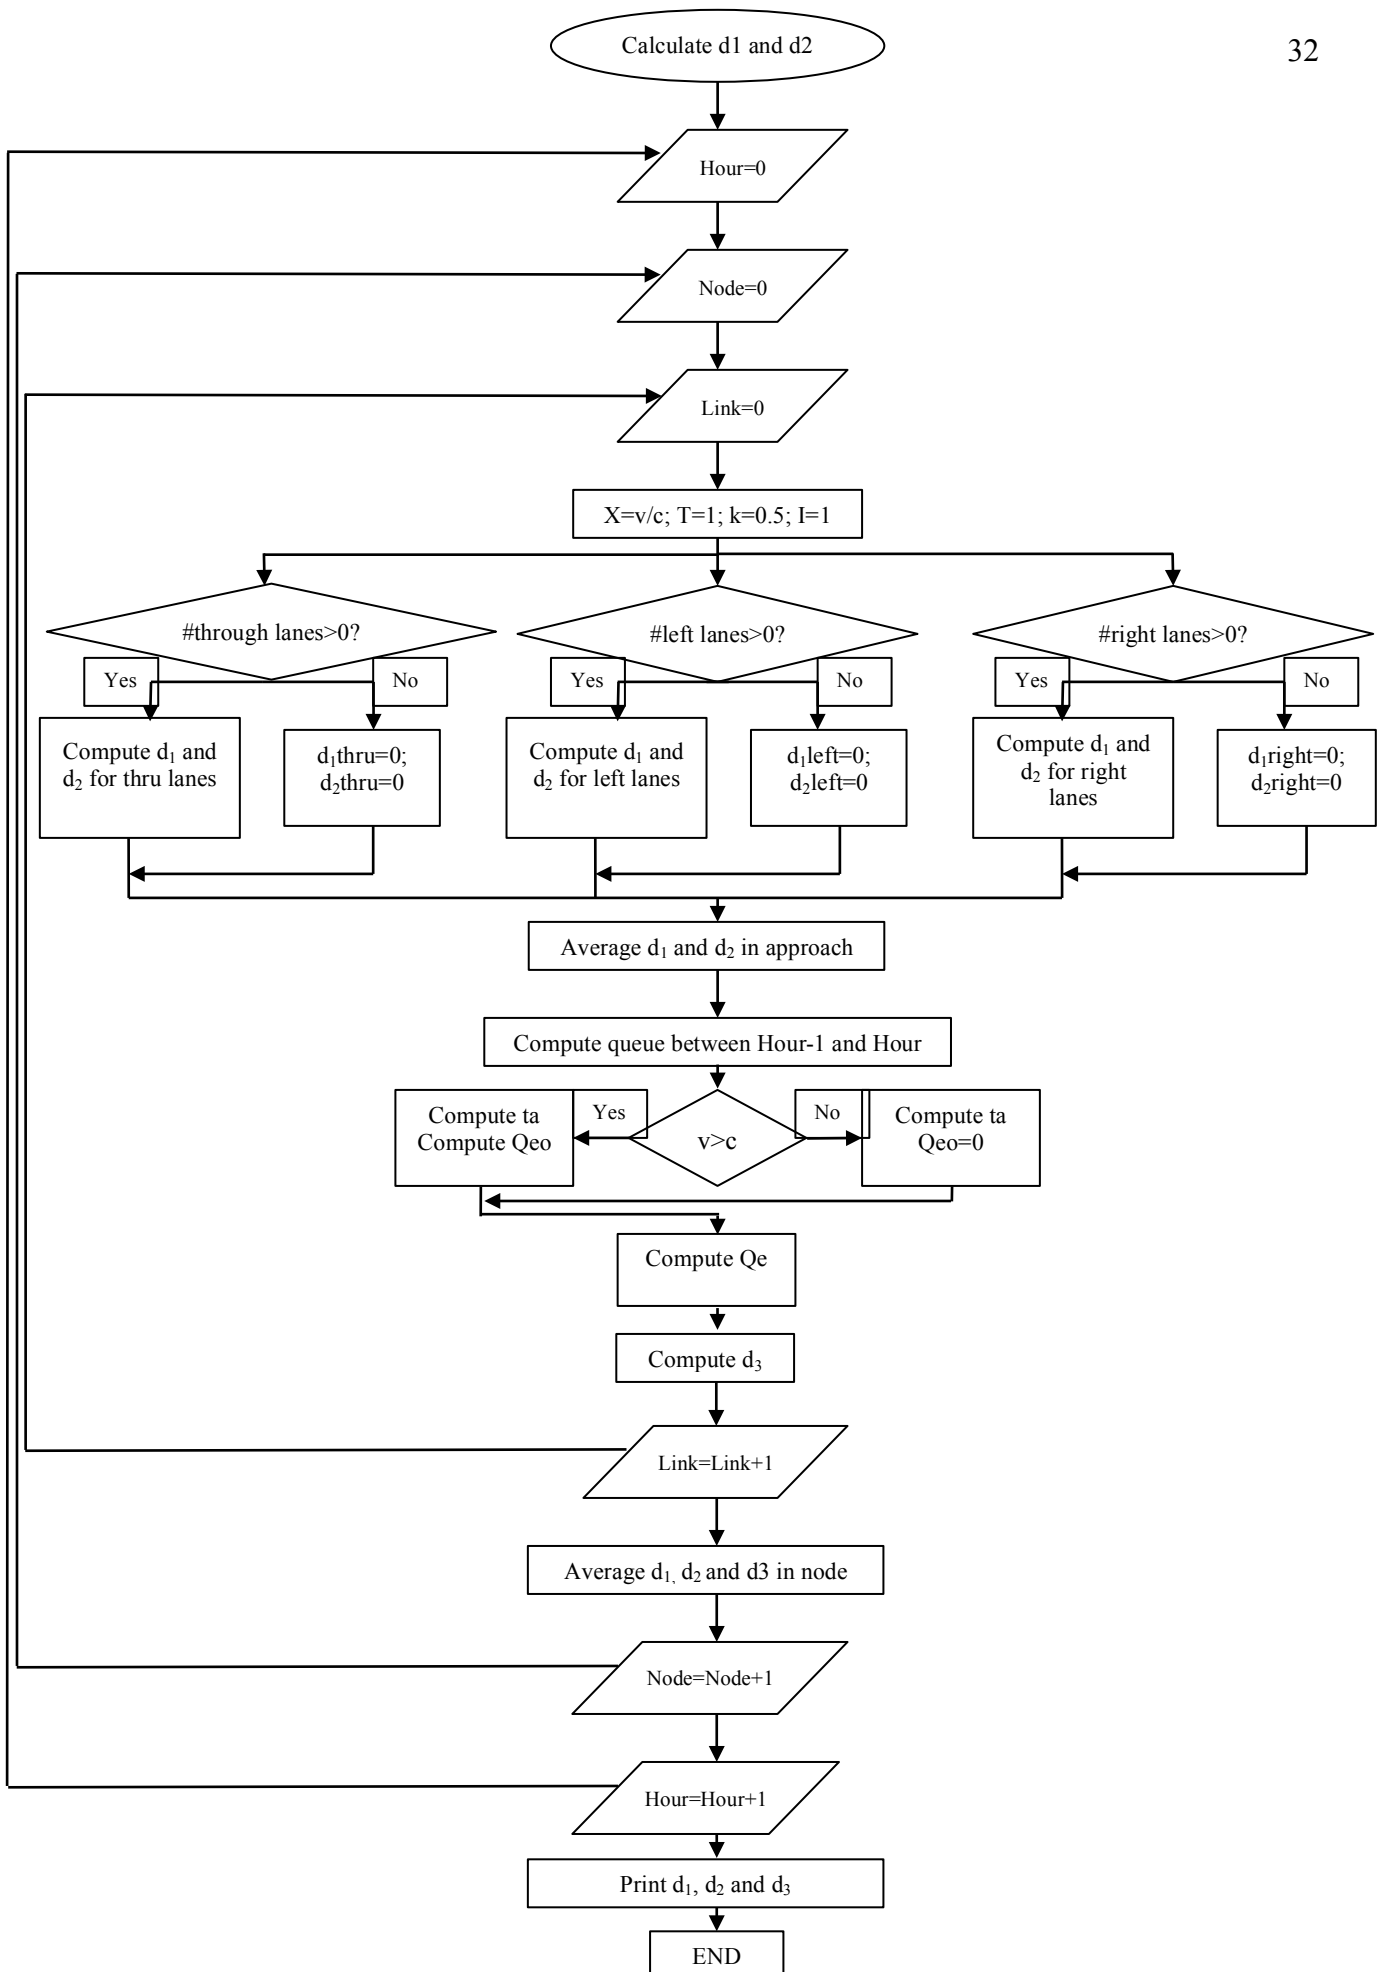 32
Calculate d1 and d2
Hour=0
Node=0
Link=0
X=v/c; T=1; k=0.5; I=1
#through lanes>0?
#left lanes>0?
#right lanes>0?
Yes
No
Yes
No
Yes
No
Compute d₁ and
d₂ for thru lanes
d₁thru=0;
d₂thru=0
Compute d₁ and
d₂ for left lanes
d₁left=0;
d₂left=0
Compute d₁ and
d₂ for right
lanes
d₁right=0;
d₂right=0
Average d₁ and d₂ in approach
Compute queue between Hour-1 and Hour
Compute ta
Compute Qeo
Yes
v>c
No
Compute ta
Qeo=0
Compute Qe
Compute d₃
Link=Link+1
Average d₁, d₂ and d3 in node
Node=Node+1
Hour=Hour+1
Print d₁, d₂ and d₃
END